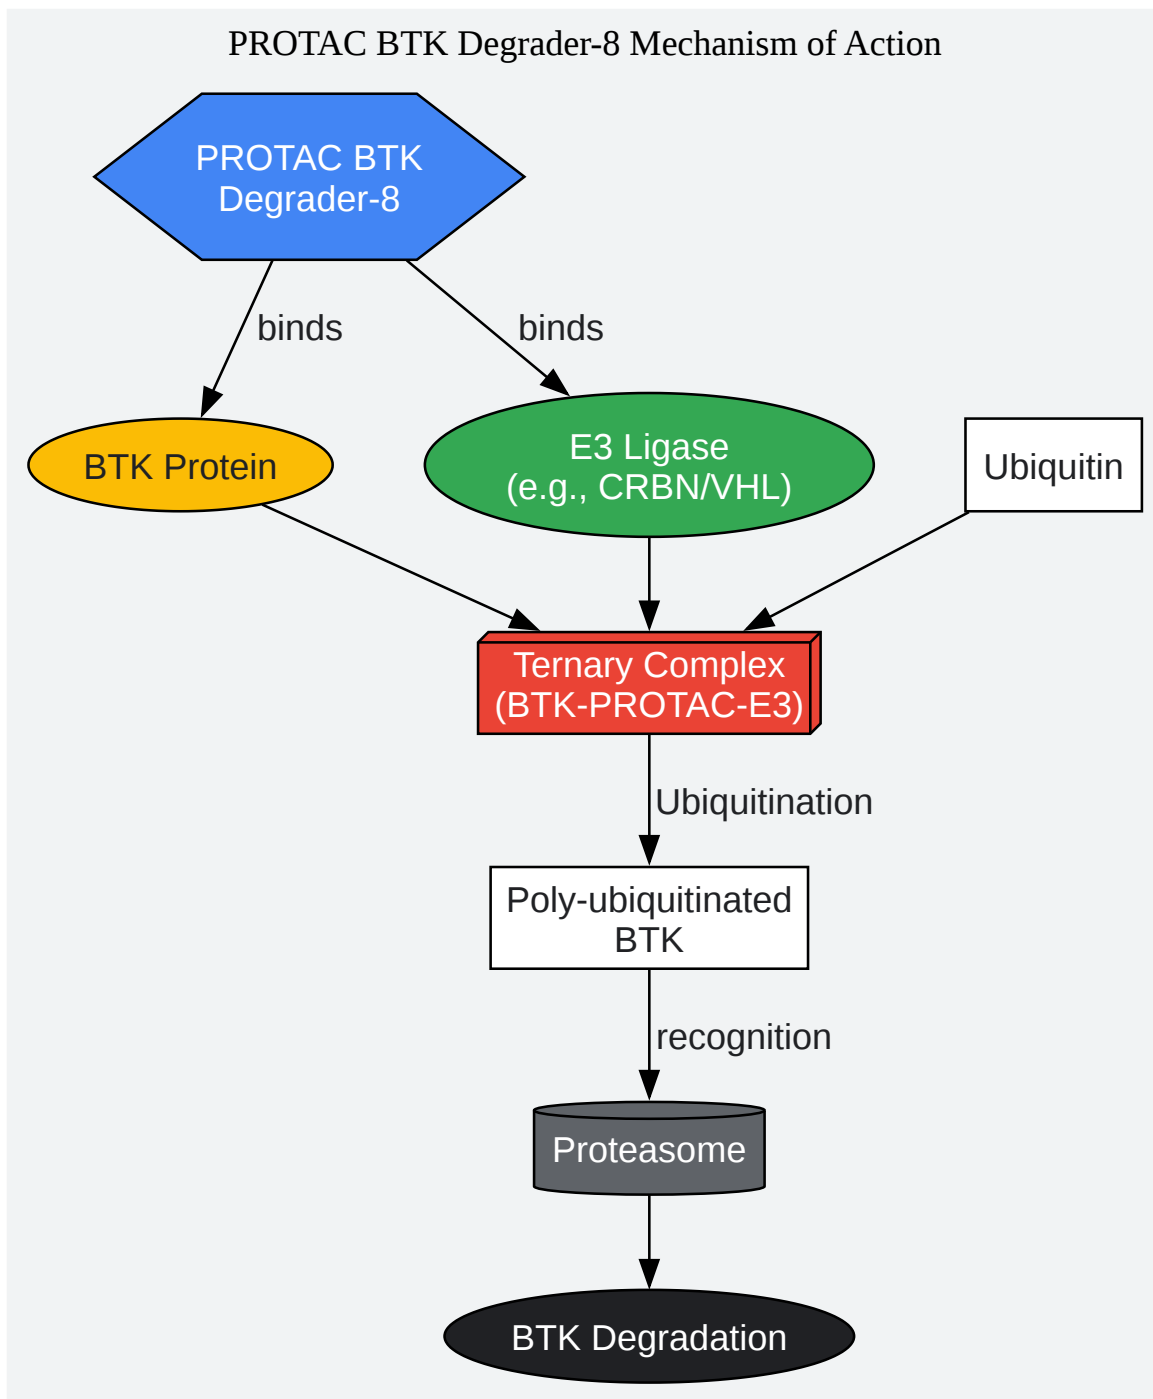 PROTAC BTK Degrader-8 Mechanism of Action
PROTAC BTK
Degrader-8
binds
binds
BTK Protein
E3 Ligase
(e.g., CRBN/VHL)
Ubiquitin
Ternary Complex
(BTK-PROTAC-E3)
Ubiquitination
Poly-ubiquitinated
BTK
recognition
Proteasome
BTK Degradation